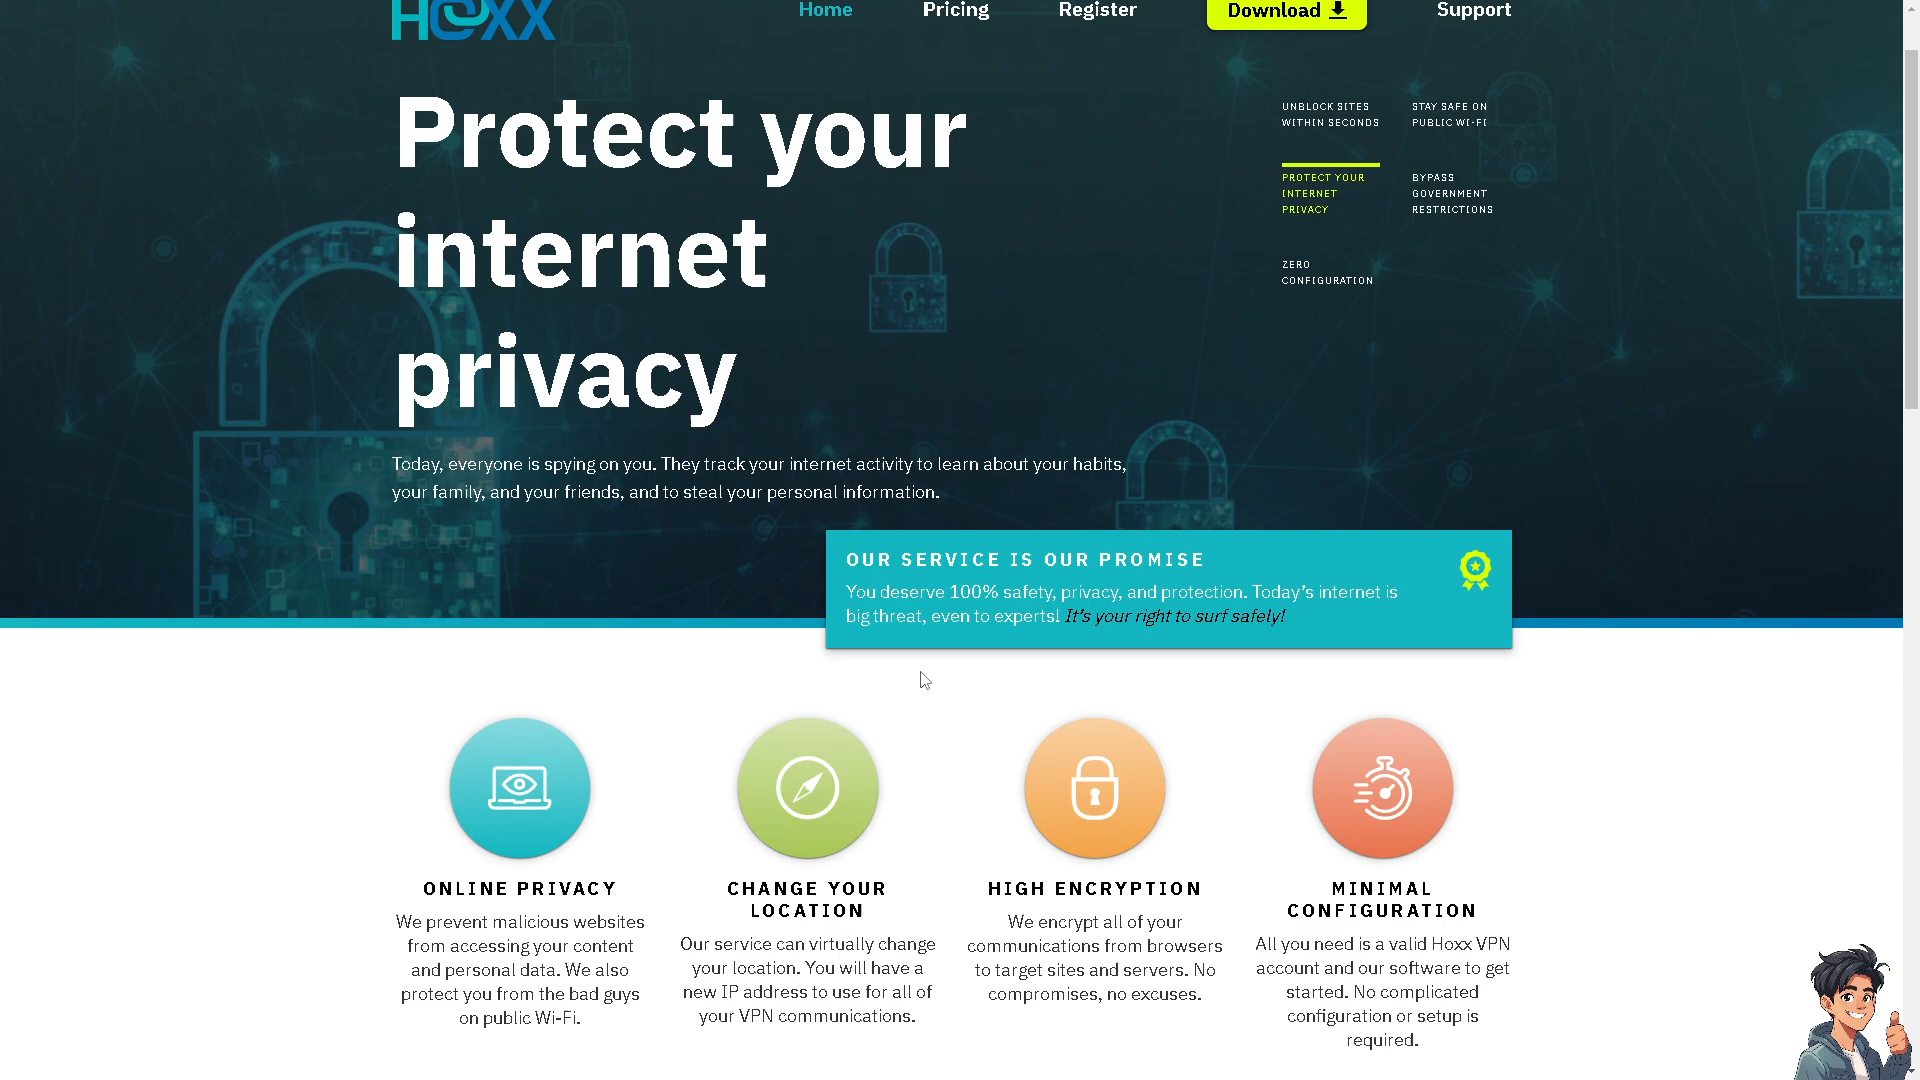 HOXX
Home
Pricing
Register
Download
Support
Protect your
internet
privacy
Today, everyone is spying on you. They track your internet activity to learn about your habits,
your family, and your friends, and to steal your personal information.
UNBLOCK SITES
WITHIN SECONDS
STAY SAFE ON
PUBLIC WI-FI
PROTECT YOUR
INTERNET
PRIVACY
BYPASS
GOVERNMENT
RESTRICTIONS
ZERO
CONFIGURATION
OUR SERVICE IS OUR PROMISE
You deserve 100% safety, privacy, and protection. Today’s internet is
big threat, even to experts! It’s your right to surf safely!
ONLINE PRIVACY
We prevent malicious websites
from accessing your content
and personal data. We also
protect you from the bad guys
on public Wi-Fi.
CHANGE YOUR
LOCATION
Our service can virtually change
your location. You will have a
new IP address to use for all of
your VPN communications.
HIGH ENCRYPTION
We encrypt all of your
communications from browsers
to target sites and servers. No
compromises, no excuses.
MINIMAL
CONFIGURATION
All you need is a valid Hoxx VPN
account and our software to get
started. No complicated
configuration or setup is
required.